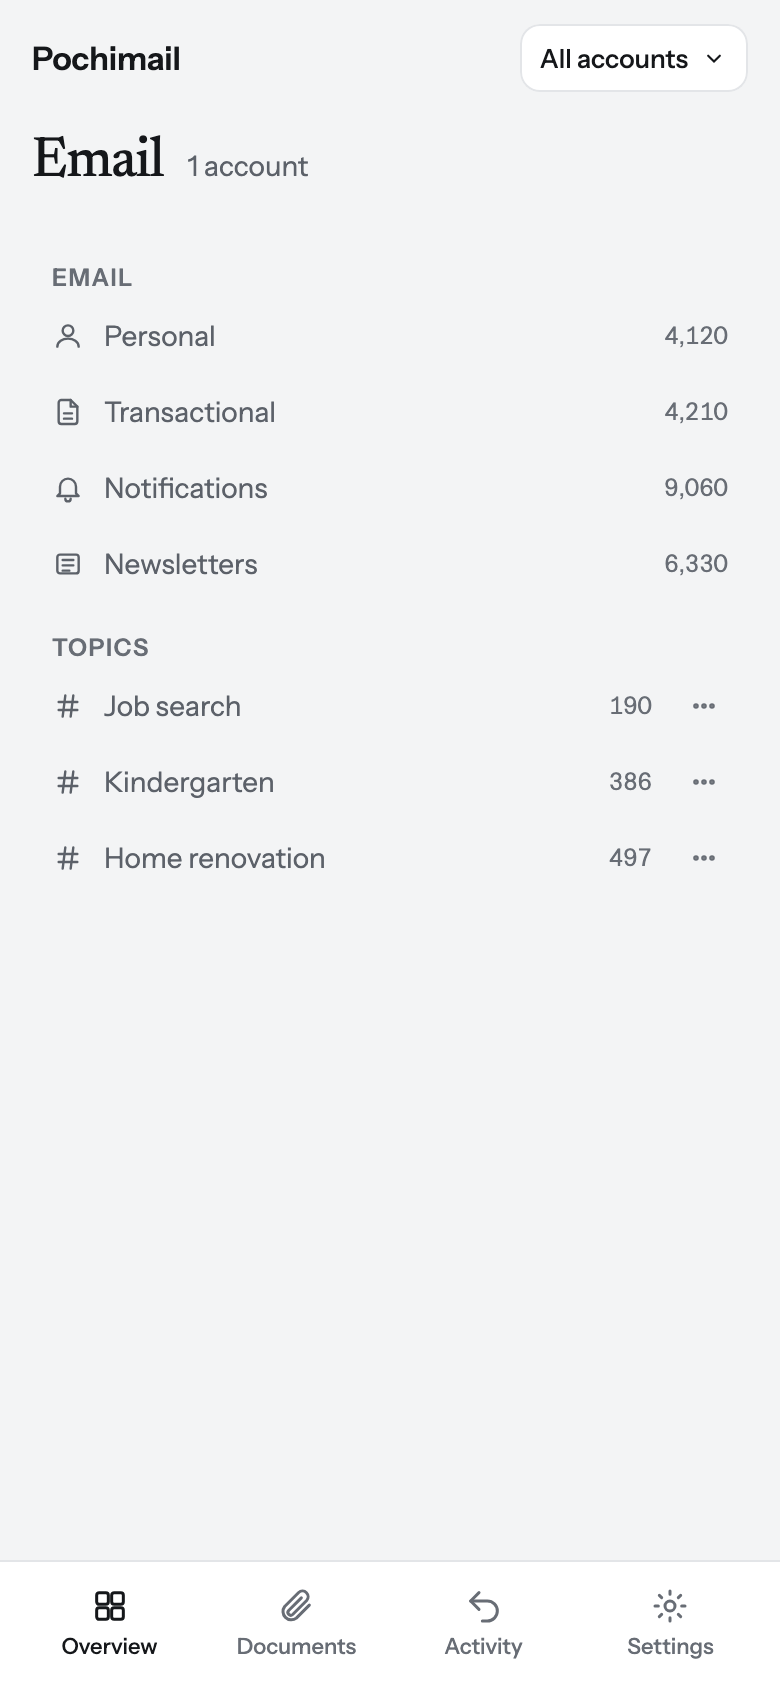 Pochimail
All accounts
Email 1 account
EMAIL
Personal 4,120
Transactional 4,210
Notifications 9,060
Newsletters 6,330
TOPICS
# Job search 190 •••
# Kindergarten 386 •••
# Home renovation 497 •••
Overview Documents Activity Settings